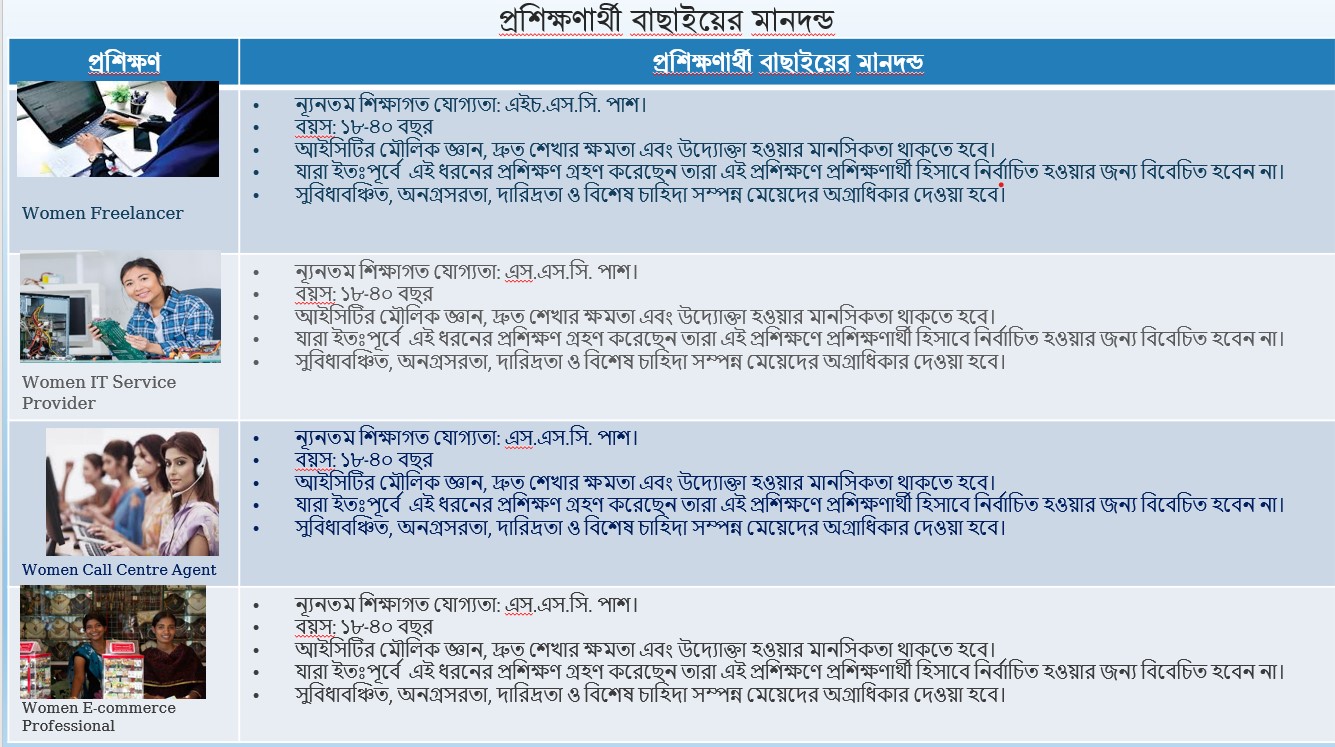 প্রশিক্ষণার্থী বাছাইয়ের মানদন্ড
প্রশিক্ষণ
প্রশিক্ষণার্থী বাছাইয়ের মানদন্ড
Women Freelancer
• ন্যূনতম শিক্ষাগত যোগ্যতা: এইচ.এস.সি. পাশ।
• বয়স: ১৮-৪০ বছর
• আইসিটির মৌলিক জ্ঞান, দ্রুত শেখার ক্ষমতা এবং উদ্যোক্তা হওয়ার মানসিকতা থাকতে হবে।
• যারা ইতঃপূর্বে এই ধরনের প্রশিক্ষণ গ্রহণ করেছেন তারা এই প্রশিক্ষণে প্রশিক্ষণার্থী হিসাবে নির্বাচিত হওয়ার জন্য বিবেচিত হবেন না।
• সুবিধাবঞ্চিত, অনগ্রসরতা, দারিদ্রতা ও বিশেষ চাহিদা সম্পন্ন মেয়েদের অগ্রাধিকার দেওয়া হবে।
Women IT Service
Provider
• ন্যূনতম শিক্ষাগত যোগ্যতা: এস.এস.সি. পাশ।
• বয়স: ১৮-৪০ বছর
• আইসিটির মৌলিক জ্ঞান, দ্রুত শেখার ক্ষমতা এবং উদ্যোক্তা হওয়ার মানসিকতা থাকতে হবে।
• যারা ইতঃপূর্বে এই ধরনের প্রশিক্ষণ গ্রহণ করেছেন তারা এই প্রশিক্ষণে প্রশিক্ষণার্থী হিসাবে নির্বাচিত হওয়ার জন্য বিবেচিত হবেন না।
• সুবিধাবঞ্চিত, অনগ্রসরতা, দারিদ্রতা ও বিশেষ চাহিদা সম্পন্ন মেয়েদের অগ্রাধিকার দেওয়া হবে।
Women Call Centre Agent
• ন্যূনতম শিক্ষাগত যোগ্যতা: এস.এস.সি. পাশ।
• বয়স: ১৮-৪০ বছর
• আইসিটির মৌলিক জ্ঞান, দ্রুত শেখার ক্ষমতা এবং উদ্যোক্তা হওয়ার মানসিকতা থাকতে হবে।
• যারা ইতঃপূর্বে এই ধরনের প্রশিক্ষণ গ্রহণ করেছেন তারা এই প্রশিক্ষণে প্রশিক্ষণার্থী হিসাবে নির্বাচিত হওয়ার জন্য বিবেচিত হবেন না।
• সুবিধাবঞ্চিত, অনগ্রসরতা, দারিদ্রতা ও বিশেষ চাহিদা সম্পন্ন মেয়েদের অগ্রাধিকার দেওয়া হবে।
Women E-commerce
Professional
• ন্যূনতম শিক্ষাগত যোগ্যতা: এস.এস.সি. পাশ।
• বয়স: ১৮-৪০ বছর
• আইসিটির মৌলিক জ্ঞান, দ্রুত শেখার ক্ষমতা এবং উদ্যোক্তা হওয়ার মানসিকতা থাকতে হবে।
• যারা ইতঃপূর্বে এই ধরনের প্রশিক্ষণ গ্রহণ করেছেন তারা এই প্রশিক্ষণে প্রশিক্ষণার্থী হিসাবে নির্বাচিত হওয়ার জন্য বিবেচিত হবেন না।
• সুবিধাবঞ্চিত, অনগ্রসরতা, দারিদ্রতা ও বিশেষ চাহিদা সম্পন্ন মেয়েদের অগ্রাধিকার দেওয়া হবে।